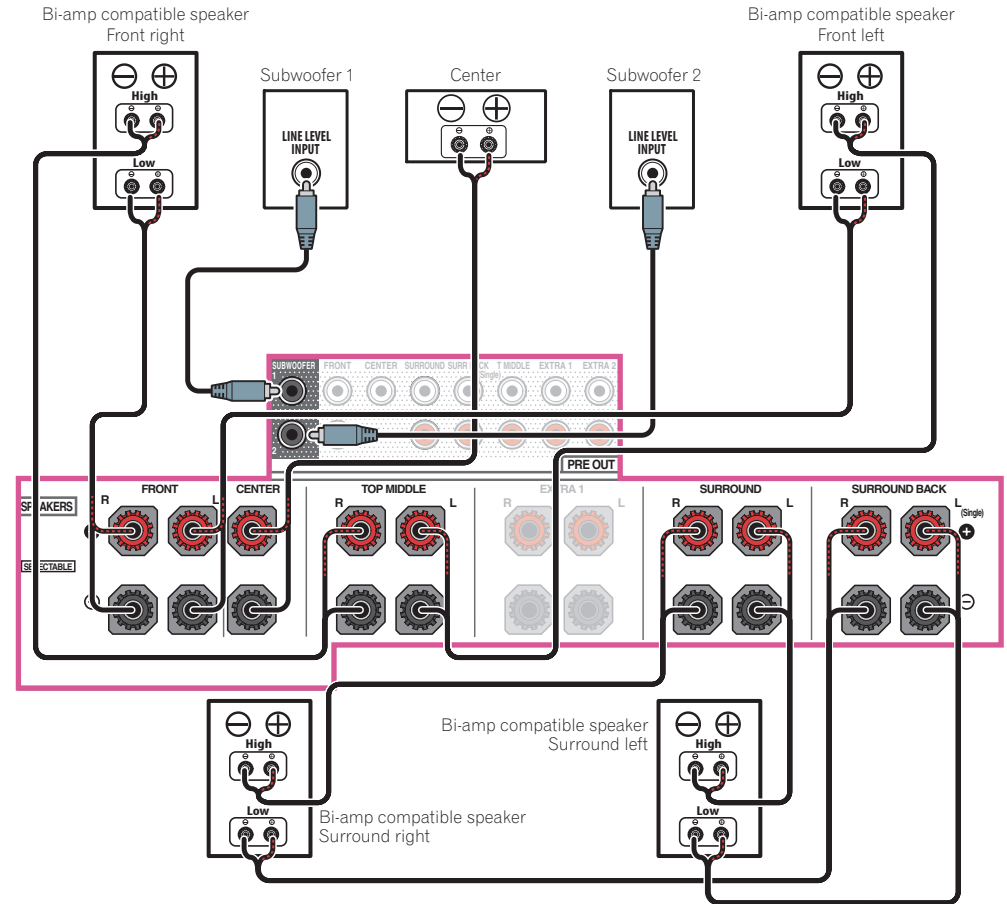 Bi-amp compatible speaker
Front right
Bi-amp compatible speaker
Front left
Subwoofer 1
Center
Subwoofer 2
High
Low
LINE LEVEL
INPUT
LINE LEVEL
INPUT
High
Low
SUBWOOFER
1
2
FRONT
CENTER
SURROUND
T MIDDLE
EXTRA 1
EXTRA 2
(Single)
PRE OUT
SPEAKERS
SELECTABLE
FRONT
R
L
CENTER
TOP MIDDLE
R
L
EXTRA 1
SURROUND
R
L
SURROUND BACK
R
L
(Single)
High
Low
Bi-amp compatible speaker
Surround right
Bi-amp compatible speaker
Surround left
High
Low